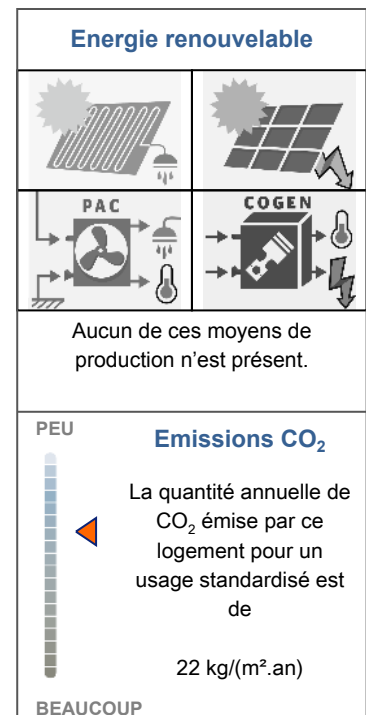 Energie renouvelable
PAC
COGEN
Aucun de ces moyens de
production n’est présent.
PEU
Emissions CO₂
La quantité annuelle de
CO₂ émise par ce
logement pour un
usage standardisé est
de
22 kg/(m².an)
BEAUCOUP